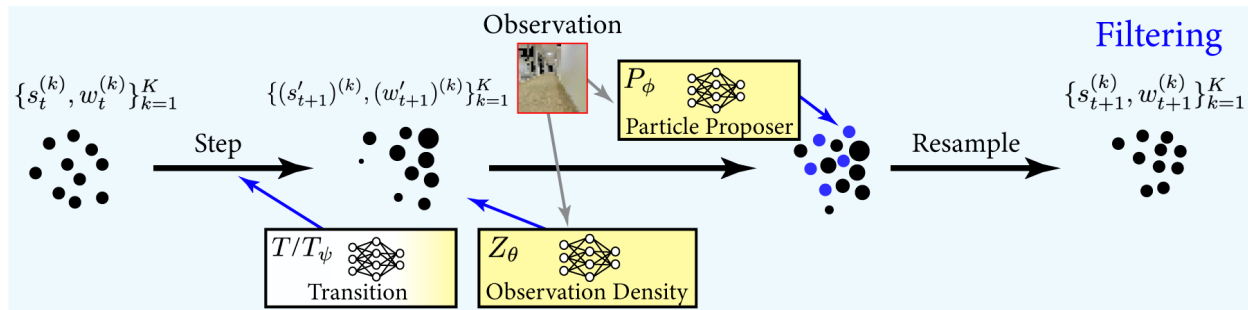 Observation
Filtering
{s_t^{(k)}, w_t^{(k)}}_{k=1}^K
{(s'_{t+1})^{(k)}, (w'_{t+1})^{(k)}}_{k=1}^K
P_ϕ
Particle Proposer
{s_{t+1}^{(k)}, w_{t+1}^{(k)}}_{k=1}^K
Step
Resample
T/T_ψ
Transition
Z_θ
Observation Density